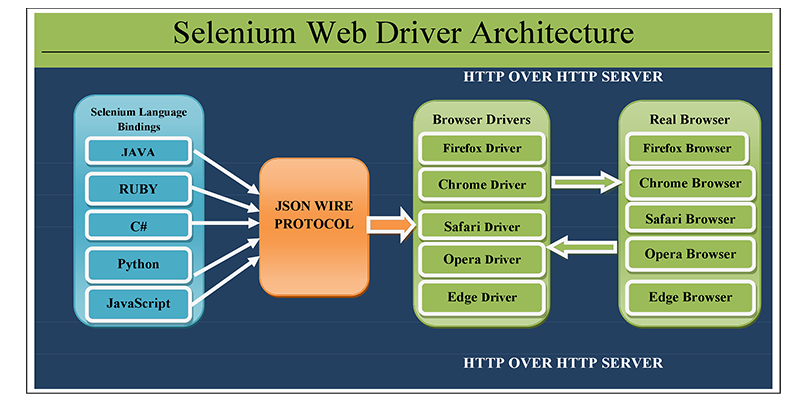 Selenium Web Driver Architecture
HTTP OVER HTTP SERVER
Selenium Language
Bindings
JAVA
RUBY
C#
Python
JavaScript
JSON WIRE
PROTOCOL
Browser Drivers
Firefox Driver
Chrome Driver
Safari Driver
Opera Driver
Edge Driver
Real Browser
Firefox Browser
Chrome Browser
Safari Browser
Opera Browser
Edge Browser
HTTP OVER HTTP SERVER